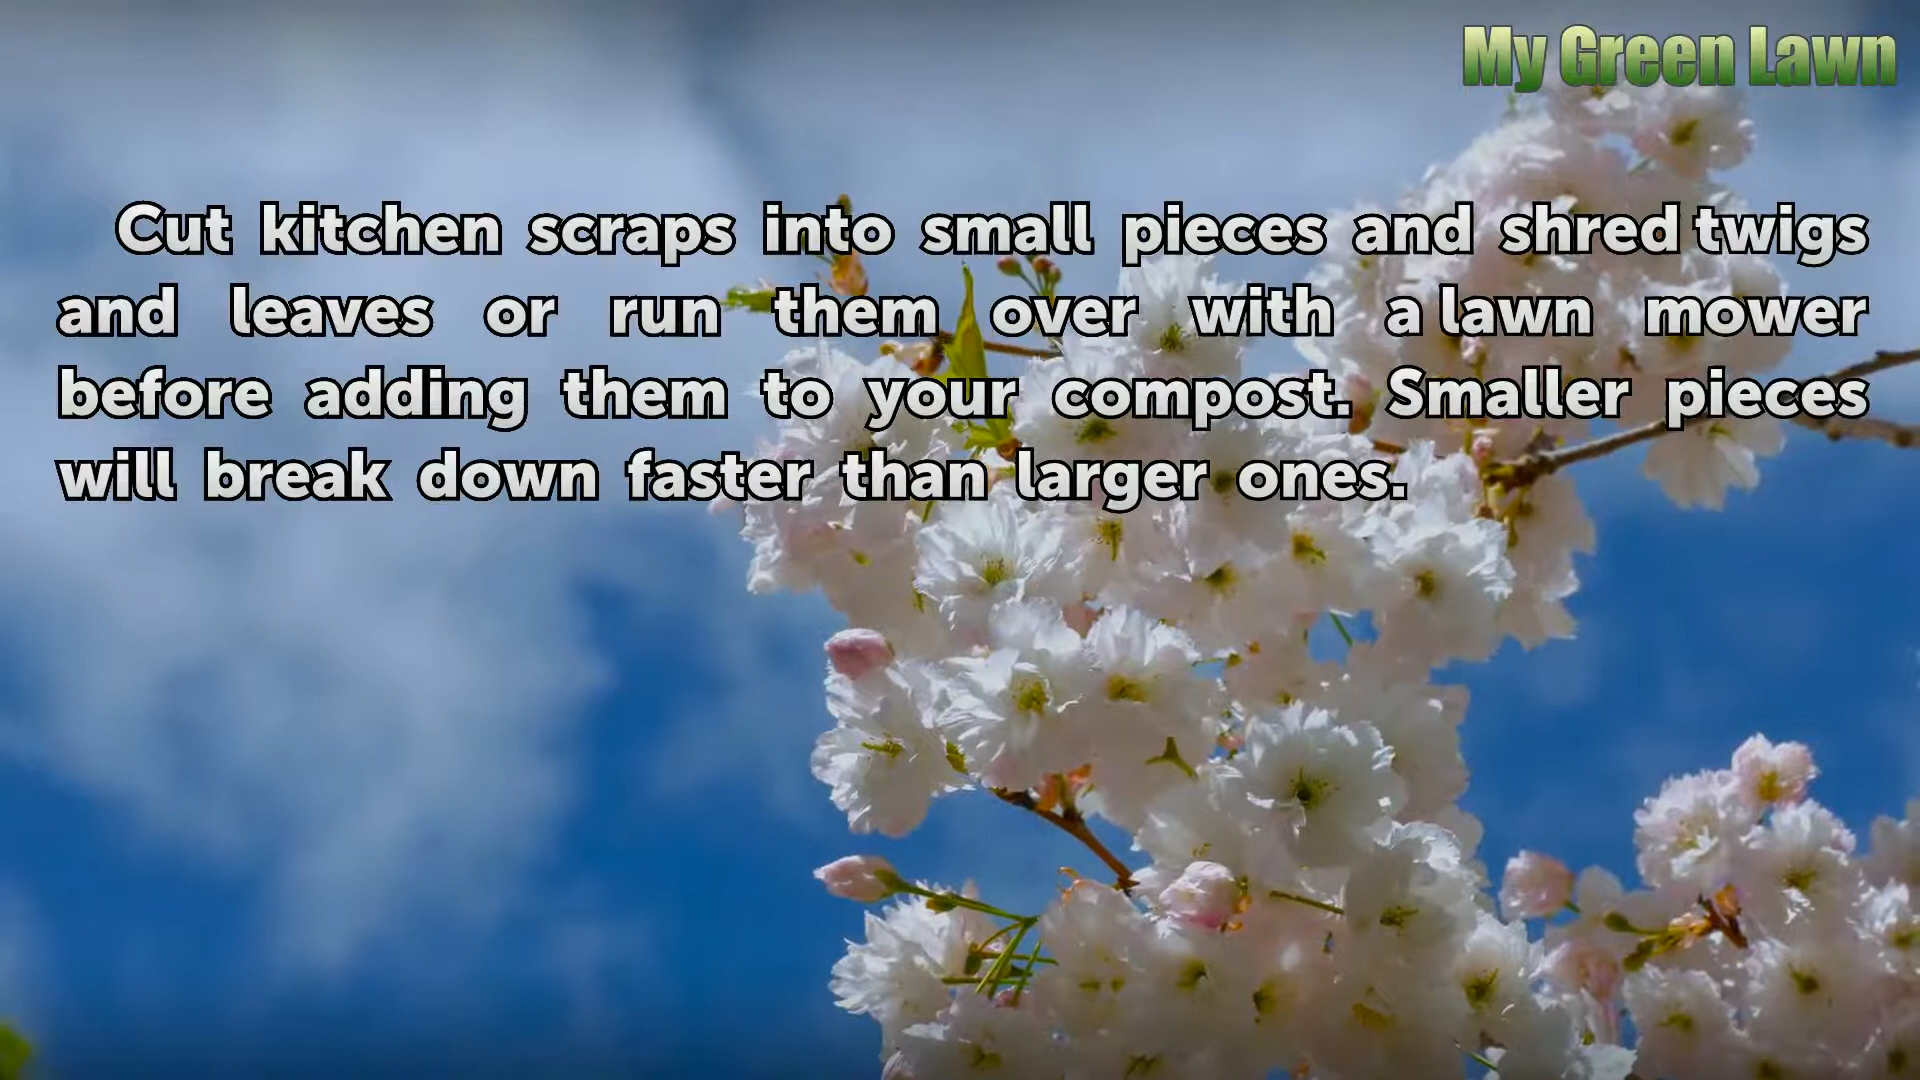 My Green Lawn
Cut kitchen scraps into small pieces and shred twigs
and leaves or run them over with a lawn mower
before adding them to your compost. Smaller pieces
will break down faster than larger ones.